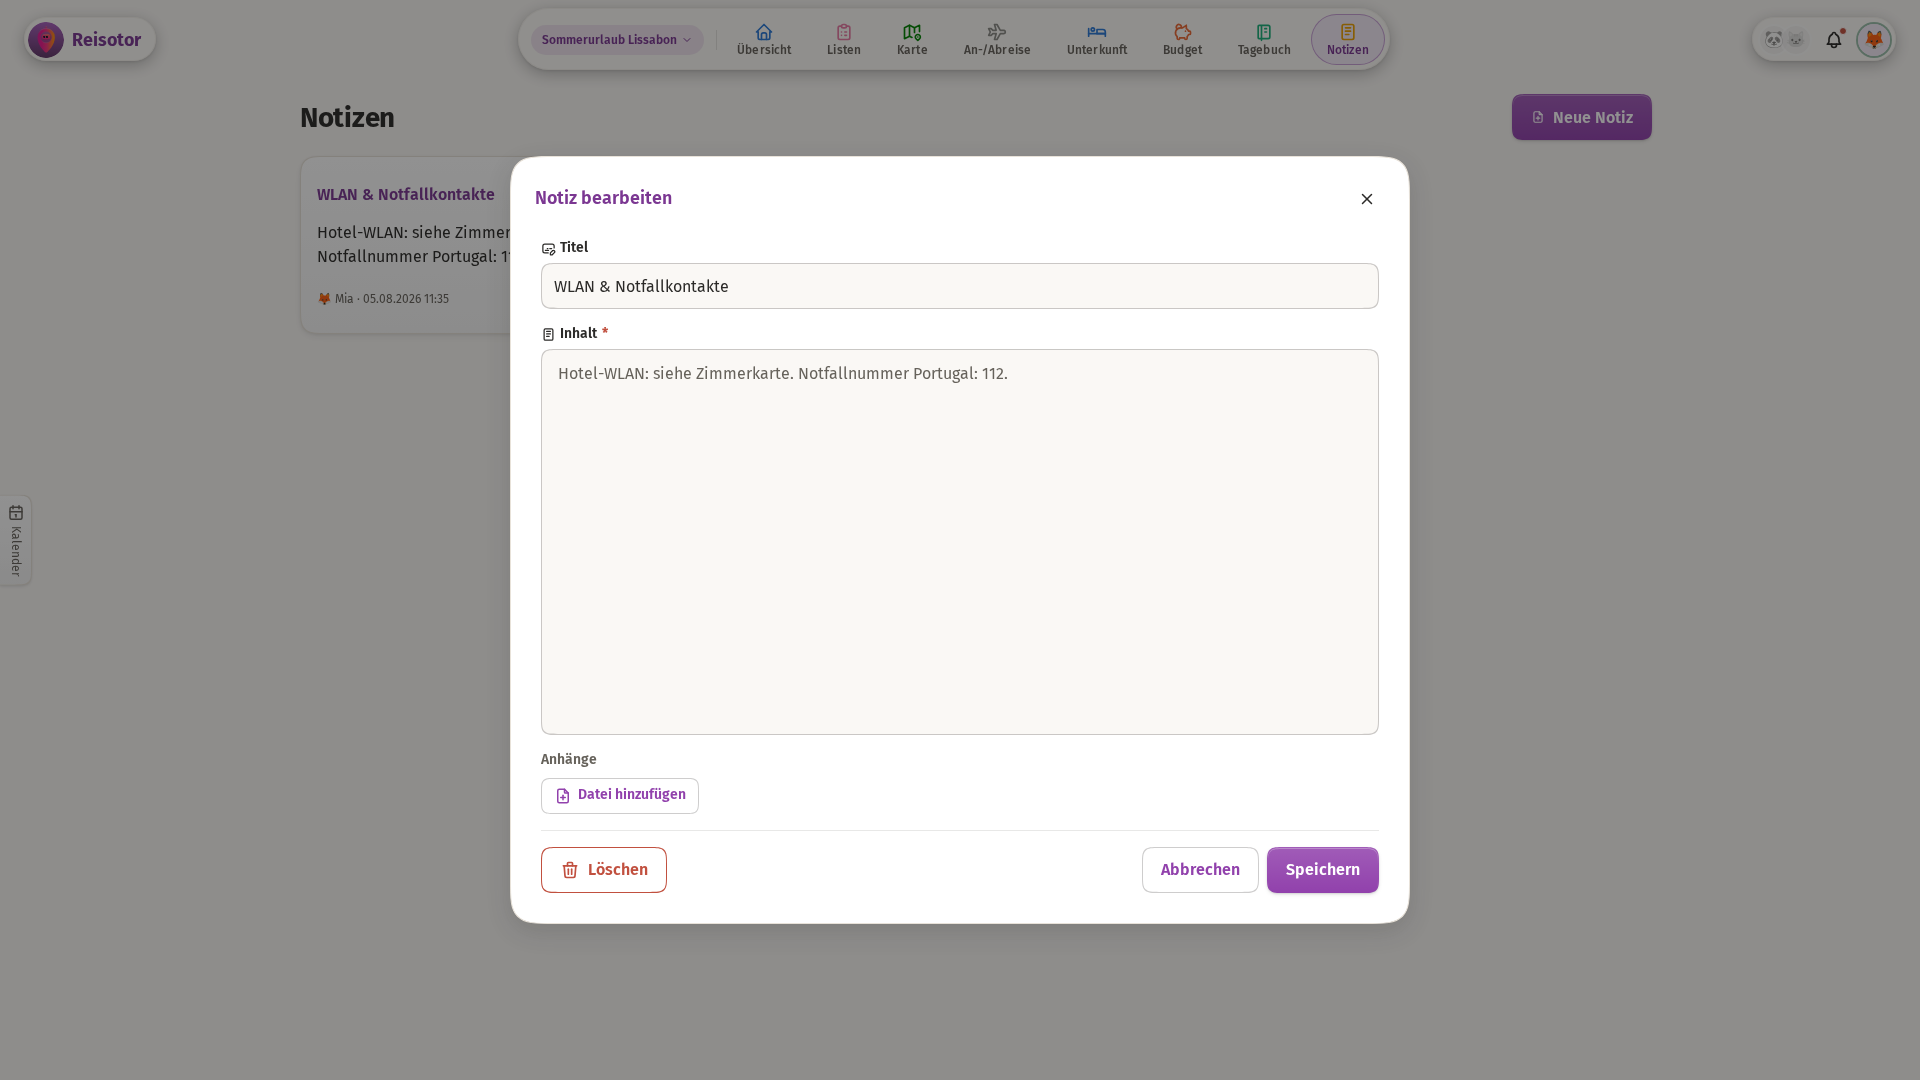 Reisotor
Sommerurlaub Lissabon
Übersicht
Listen
Karte
An-/Abreise
Unterkunft
Budget
Tagebuch
Notizen
Notizen
Neue Notiz
WLAN & Notfallkontakte
Hotel-WLAN: siehe Zimmer
Notfallnummer Portugal: 11
Mia · 05.08.2026 11:35
Kalender
Notiz bearbeiten
Titel
WLAN & Notfallkontakte
Inhalt *
Hotel-WLAN: siehe Zimmerkarte. Notfallnummer Portugal: 112.
Anhänge
Datei hinzufügen
Löschen
Abbrechen
Speichern